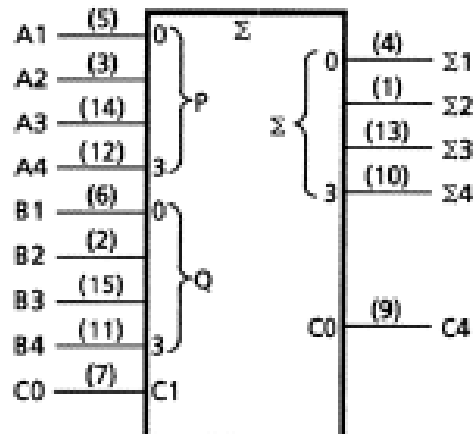 A1 (5) 0 Σ
A2 (3) P
A3 (14)
A4 (12) 3
B1 (6) 0
B2 (2) Q
B3 (15)
B4 (11) 3
C0 (7) C1
Σ 0 (4) Σ1
(1) Σ2
(13) Σ3
3 (10) Σ4
C0 (9) C4